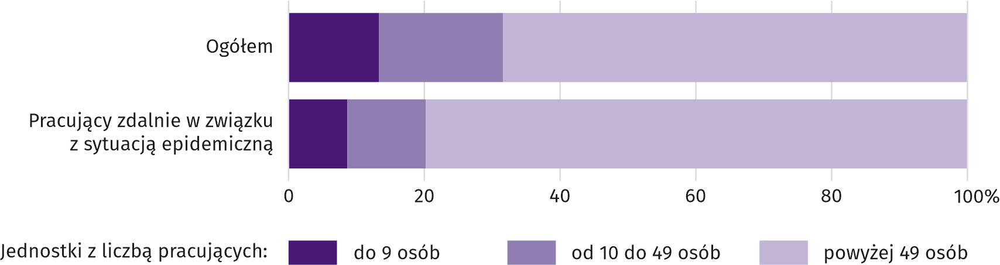 Ogółem
Pracujący zdalnie w związku
z sytuacją epidemiczną
0 20 40 60 80 100%
Jednostki z liczbą pracujących: do 9 osób od 10 do 49 osób powyżej 49 osób